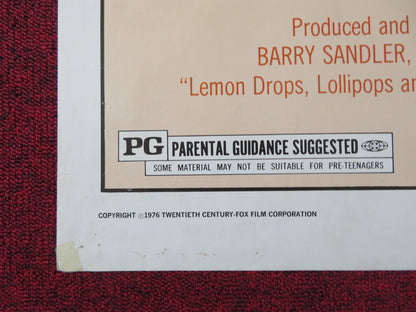 Produced and
BARRY SANDLER,
"Lemon Drops, Lollipops a
PG PARENTAL GUIDANCE SUGGESTED
SOME MATERIAL MAY NOT BE SUITABLE FOR PRE-TEENAGERS
COPYRIGHT ©1976 TWENTIETH CENTURY-FOX FILM CORPORATION